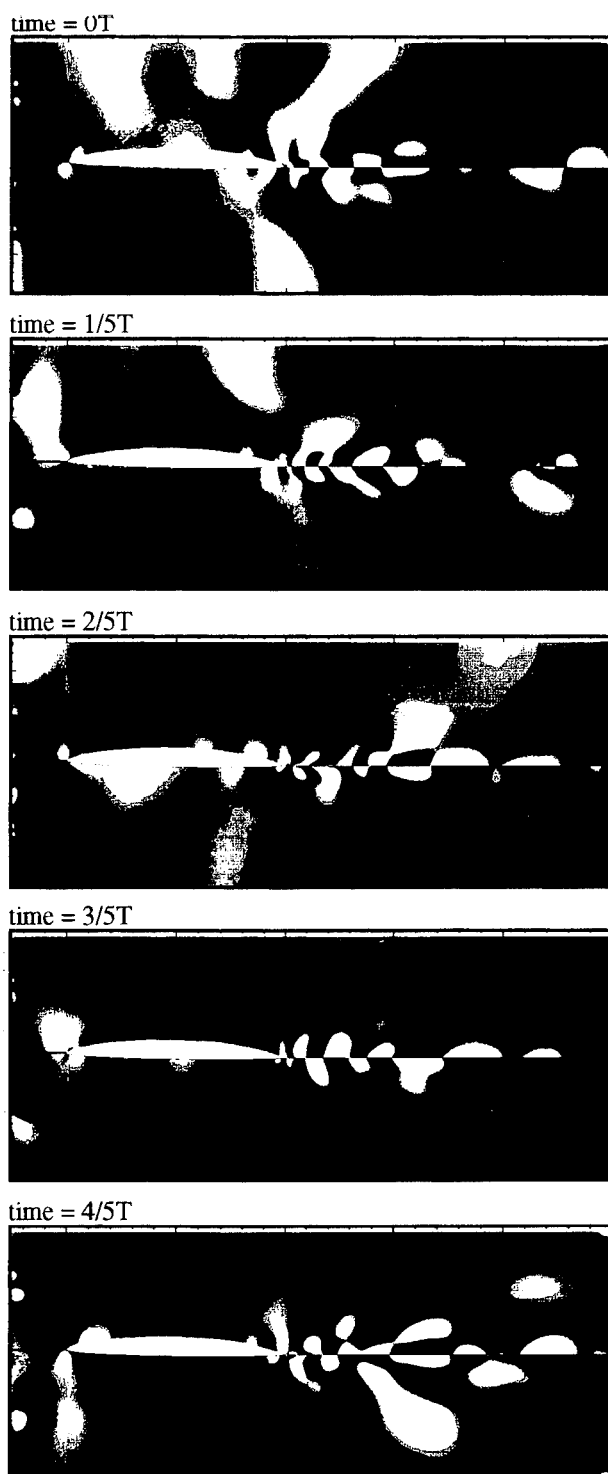 time = 0T
time = 1/5T
time = 2/5T
time = 3/5T
time = 4/5T